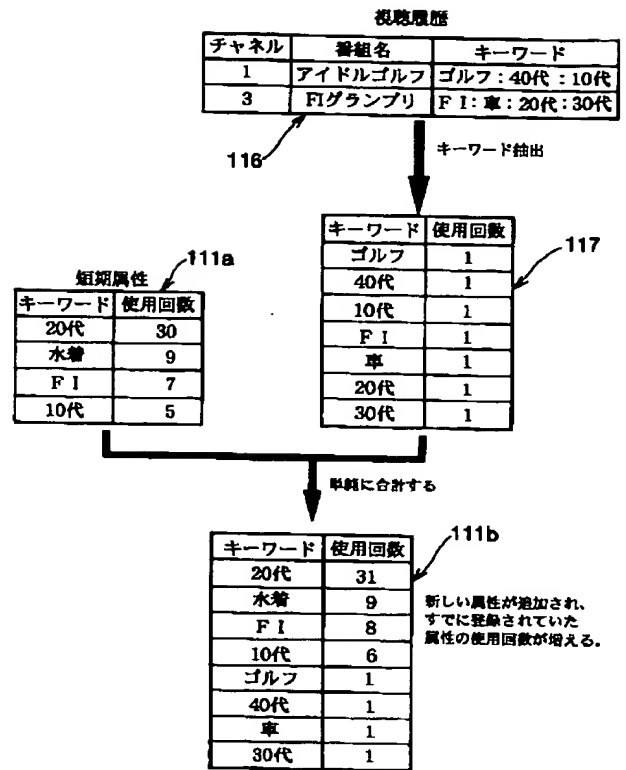 視聴履歴
チャネル 番組名 キーワード
1 アイドルゴルフ ゴルフ：40代：10代
3 FIグランプリ ＦＩ：車：20代：30代
116
キーワード抽出
キーワード 使用回数
ゴルフ 1
40代 1
10代 1
ＦＩ 1
車 1
20代 1
30代 1
117
111a
短期属性
キーワード 使用回数
20代 30
水着 9
ＦＩ 7
10代 5
単純に合計する
111b
キーワード 使用回数
20代 31
水着 9
ＦＩ 8
10代 6
ゴルフ 1
40代 1
車 1
30代 1
新しい属性が追加され、
すでに登録されていた
属性の使用回数が増える。